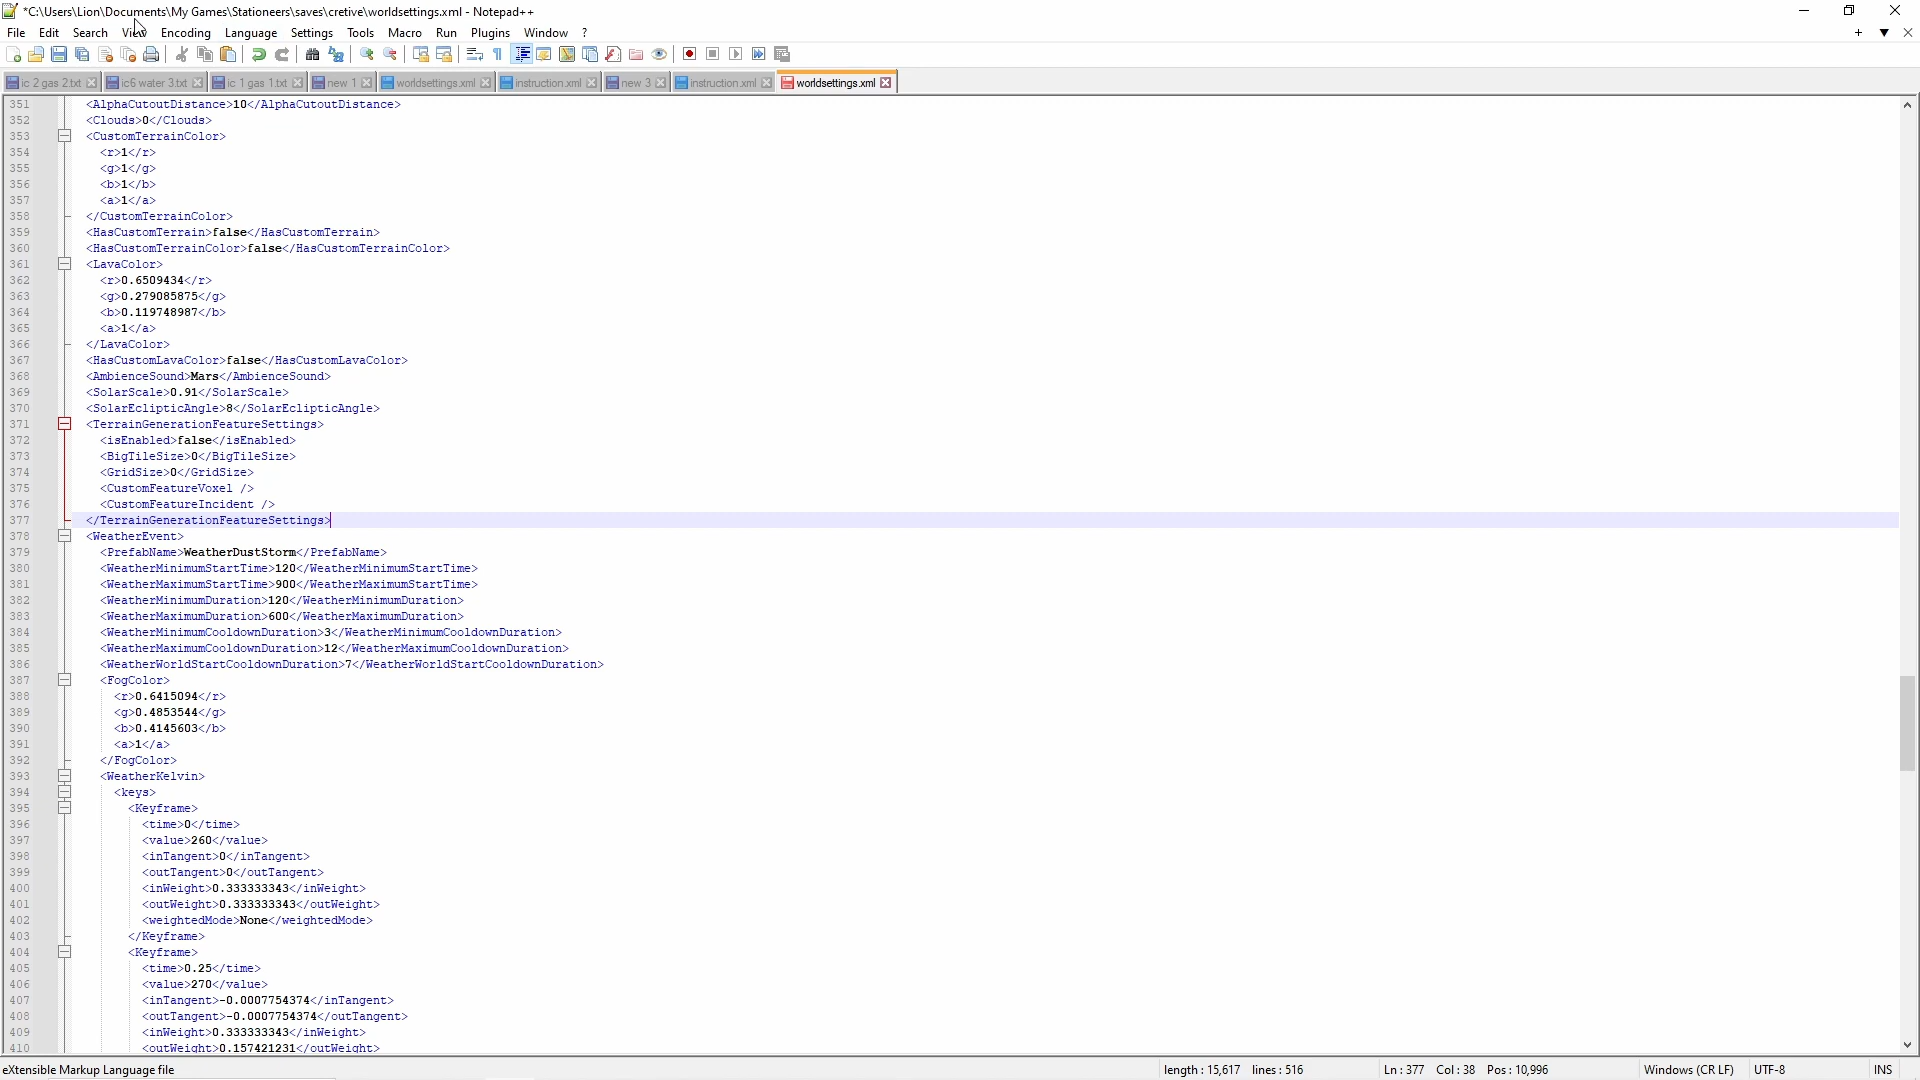 *C:\Users\Lion\Documents\My Games\Stationeers\saves\cretive\worldsettings.xml - Notepad++
File Edit Search View Encoding Language Settings Tools Macro Run Plugins Window ?
ic 2 gas 2.txt ic6 water 3.txt ic 1 gas 1.txt new 1 worldsettings.xml instruction.xml new 3 instruction.xml worldsettings.xml
351 <AlphaCutoutDistance>10</AlphaCutoutDistance>
352 <Clouds>0</Clouds>
353 <CustomTerrainColor>
354 <r>1</r>
355 <g>1</g>
356 <b>1</b>
357 <a>1</a>
358 </CustomTerrainColor>
359 <HasCustomTerrain>false</HasCustomTerrain>
360 <HasCustomTerrainColor>false</HasCustomTerrainColor>
361 <LavaColor>
362 <r>0.6509434</r>
363 <g>0.279085875</g>
364 <b>0.119748987</b>
365 <a>1</a>
366 </LavaColor>
367 <HasCustomLavaColor>false</HasCustomLavaColor>
368 <AmbienceSound>Mars</AmbienceSound>
369 <SolarScale>0.91</SolarScale>
370 <SolarEclipticAngle>8</SolarEclipticAngle>
371 <TerrainGenerationFeatureSettings>
372 <isEnabled>false</isEnabled>
373 <BigTileSize>0</BigTileSize>
374 <GridSize>0</GridSize>
375 <CustomFeatureVoxel />
376 <CustomFeatureIncident />
377 </TerrainGenerationFeatureSettings>
378 <WeatherEvent>
379 <PrefabName>WeatherDustStorm</PrefabName>
380 <WeatherMinimumStartTime>120</WeatherMinimumStartTime>
381 <WeatherMaximumStartTime>900</WeatherMaximumStartTime>
382 <WeatherMinimumDuration>120</WeatherMinimumDuration>
383 <WeatherMaximumDuration>600</WeatherMaximumDuration>
384 <WeatherMinimumCooldownDuration>3</WeatherMinimumCooldownDuration>
385 <WeatherMaximumCooldownDuration>12</WeatherMaximumCooldownDuration>
386 <WeatherWorldStartCooldownDuration>7</WeatherWorldStartCooldownDuration>
387 <FogColor>
388 <r>0.6415094</r>
389 <g>0.4853544</g>
390 <b>0.4145603</b>
391 <a>1</a>
392 </FogColor>
393 <WeatherKelvin>
394 <keys>
395 <Keyframe>
396 <time>0</time>
397 <value>260</value>
398 <inTangent>0</inTangent>
399 <outTangent>0</outTangent>
400 <inWeight>0.333333343</inWeight>
401 <outWeight>0.333333343</outWeight>
402 <weightedMode>None</weightedMode>
403 </Keyframe>
404 <Keyframe>
405 <time>0.25</time>
406 <value>270</value>
407 <inTangent>-0.0007754374</inTangent>
408 <outTangent>-0.0007754374</outTangent>
409 <inWeight>0.333333343</inWeight>
410 <outWeight>0.157421231</outWeight>
eXtensible Markup Language file length : 15,617 lines : 516 Ln : 377 Col : 38 Pos : 10,996 Windows (CR LF) UTF-8 INS